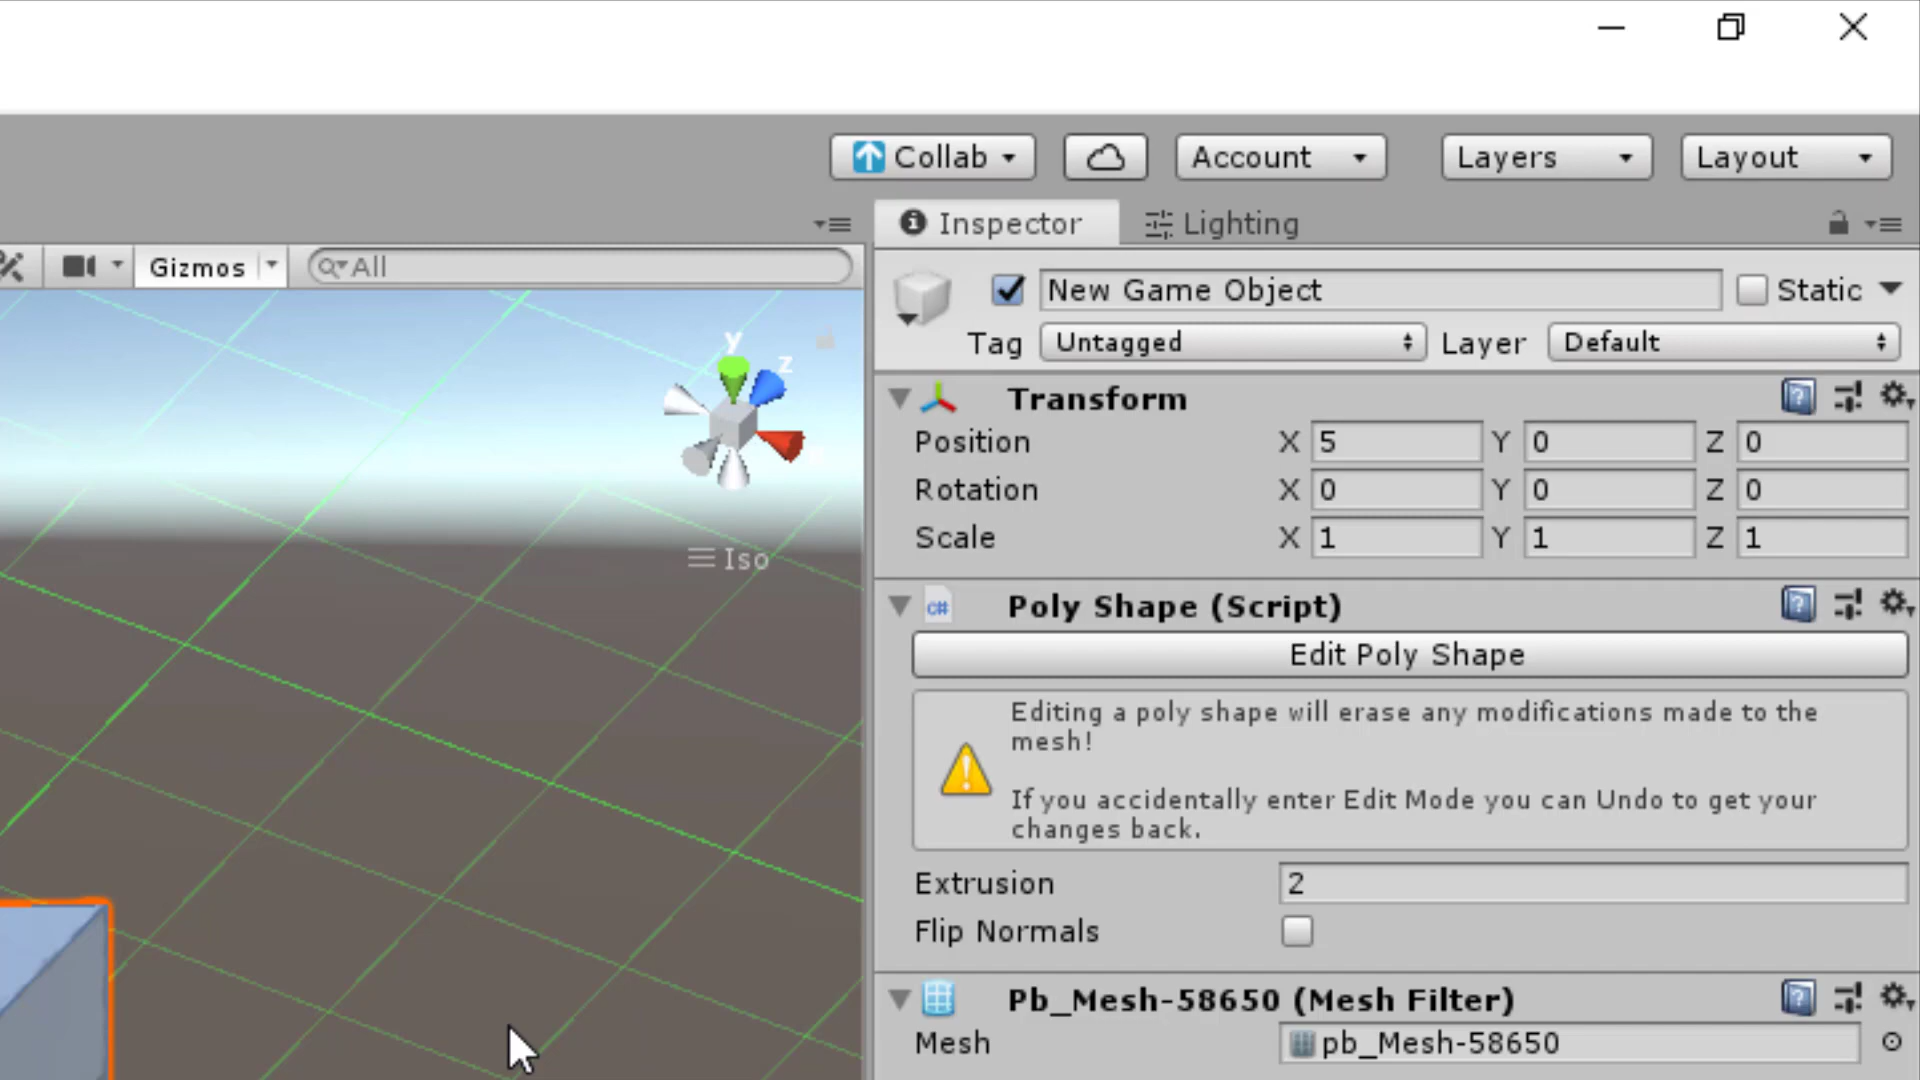 Collab
Account
Layers
Layout
Inspector
Lighting
Gizmos
All
New Game Object
Static
Tag
Untagged
Layer
Default
y
z
Transform
Position X 5 Y 0 Z 0
Rotation X 0 Y 0 Z 0
Scale X 1 Y 1 Z 1
Iso
C#
Poly Shape (Script)
Edit Poly Shape
Editing a poly shape will erase any modifications made to the
mesh!
If you accidentally enter Edit Mode you can Undo to get your
changes back.
Extrusion 2
Flip Normals
Pb_Mesh-58650 (Mesh Filter)
Mesh pb_Mesh-58650